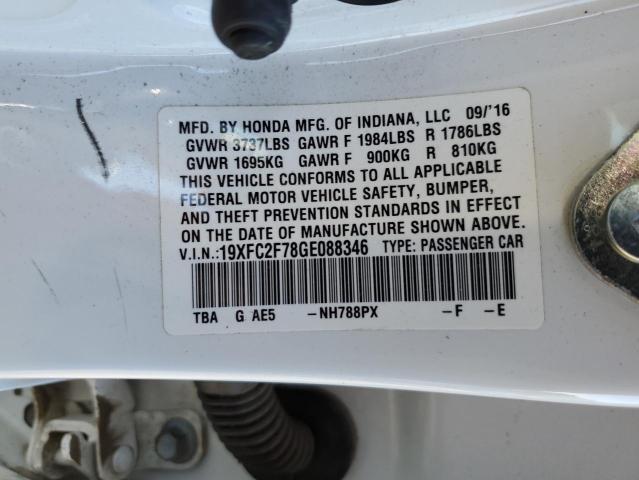 MFD. BY HONDA MFG. OF INDIANA, LLC 09/'16
GVWR 3737LBS GAWR F 1984LBS R 1786LBS
GVWR 1695KG GAWR F 900KG R 810KG
THIS VEHICLE CONFORMS TO ALL APPLICABLE
FEDERAL MOTOR VEHICLE SAFETY, BUMPER,
AND THEFT PREVENTION STANDARDS IN EFFECT
ON THE DATE OF MANUFACTURE SHOWN ABOVE.
V.I.N.:19XFC2F78GE088346 TYPE: PASSENGER CAR
TBA G AE5 -NH788PX -F -E